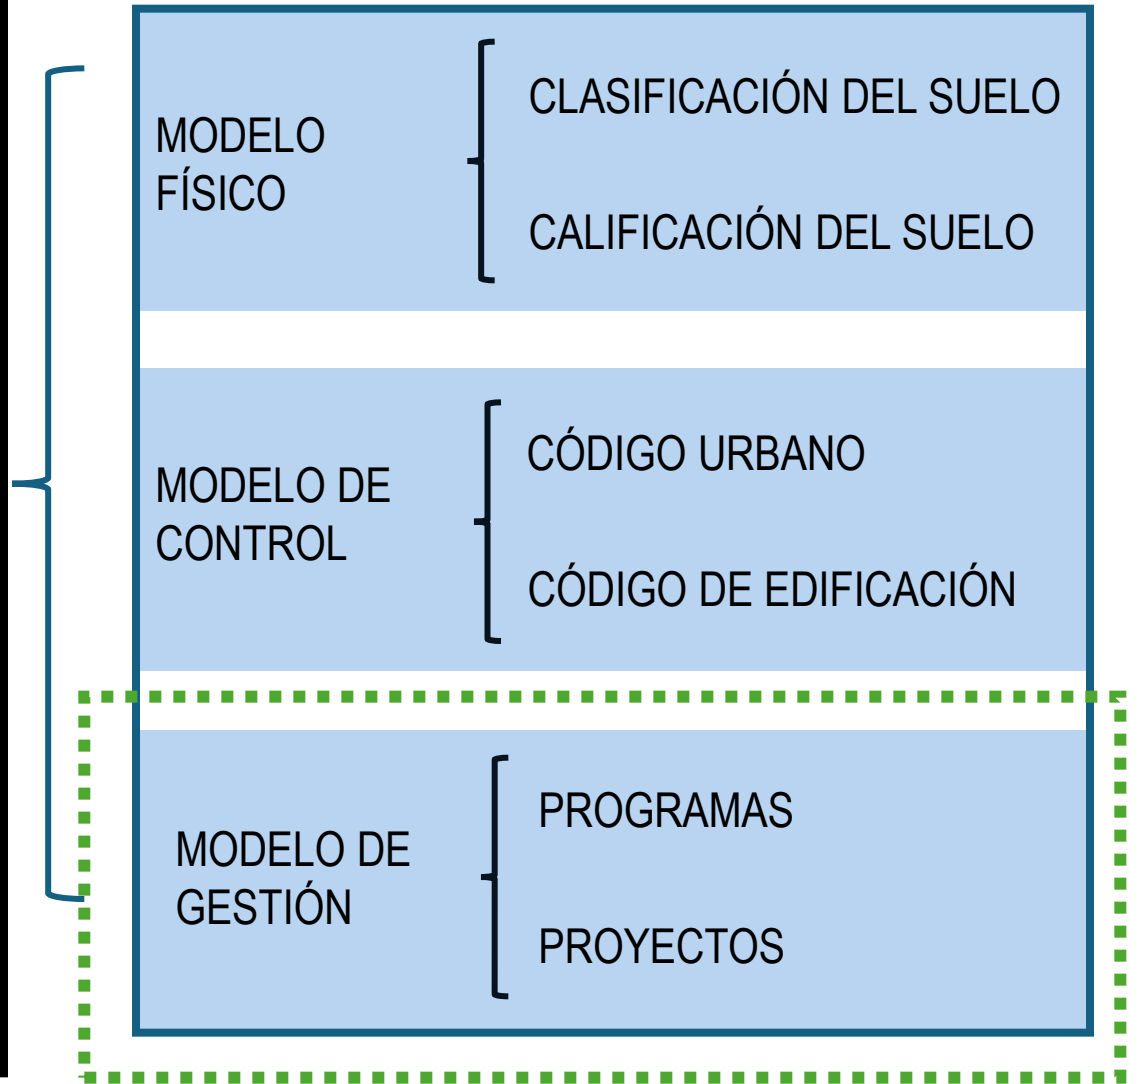 MODELO
FÍSICO
CLASIFICACIÓN DEL SUELO
CALIFICACIÓN DEL SUELO
MODELO DE
CONTROL
CÓDIGO URBANO
CÓDIGO DE EDIFICACIÓN
MODELO DE
GESTIÓN
PROGRAMAS
PROYECTOS